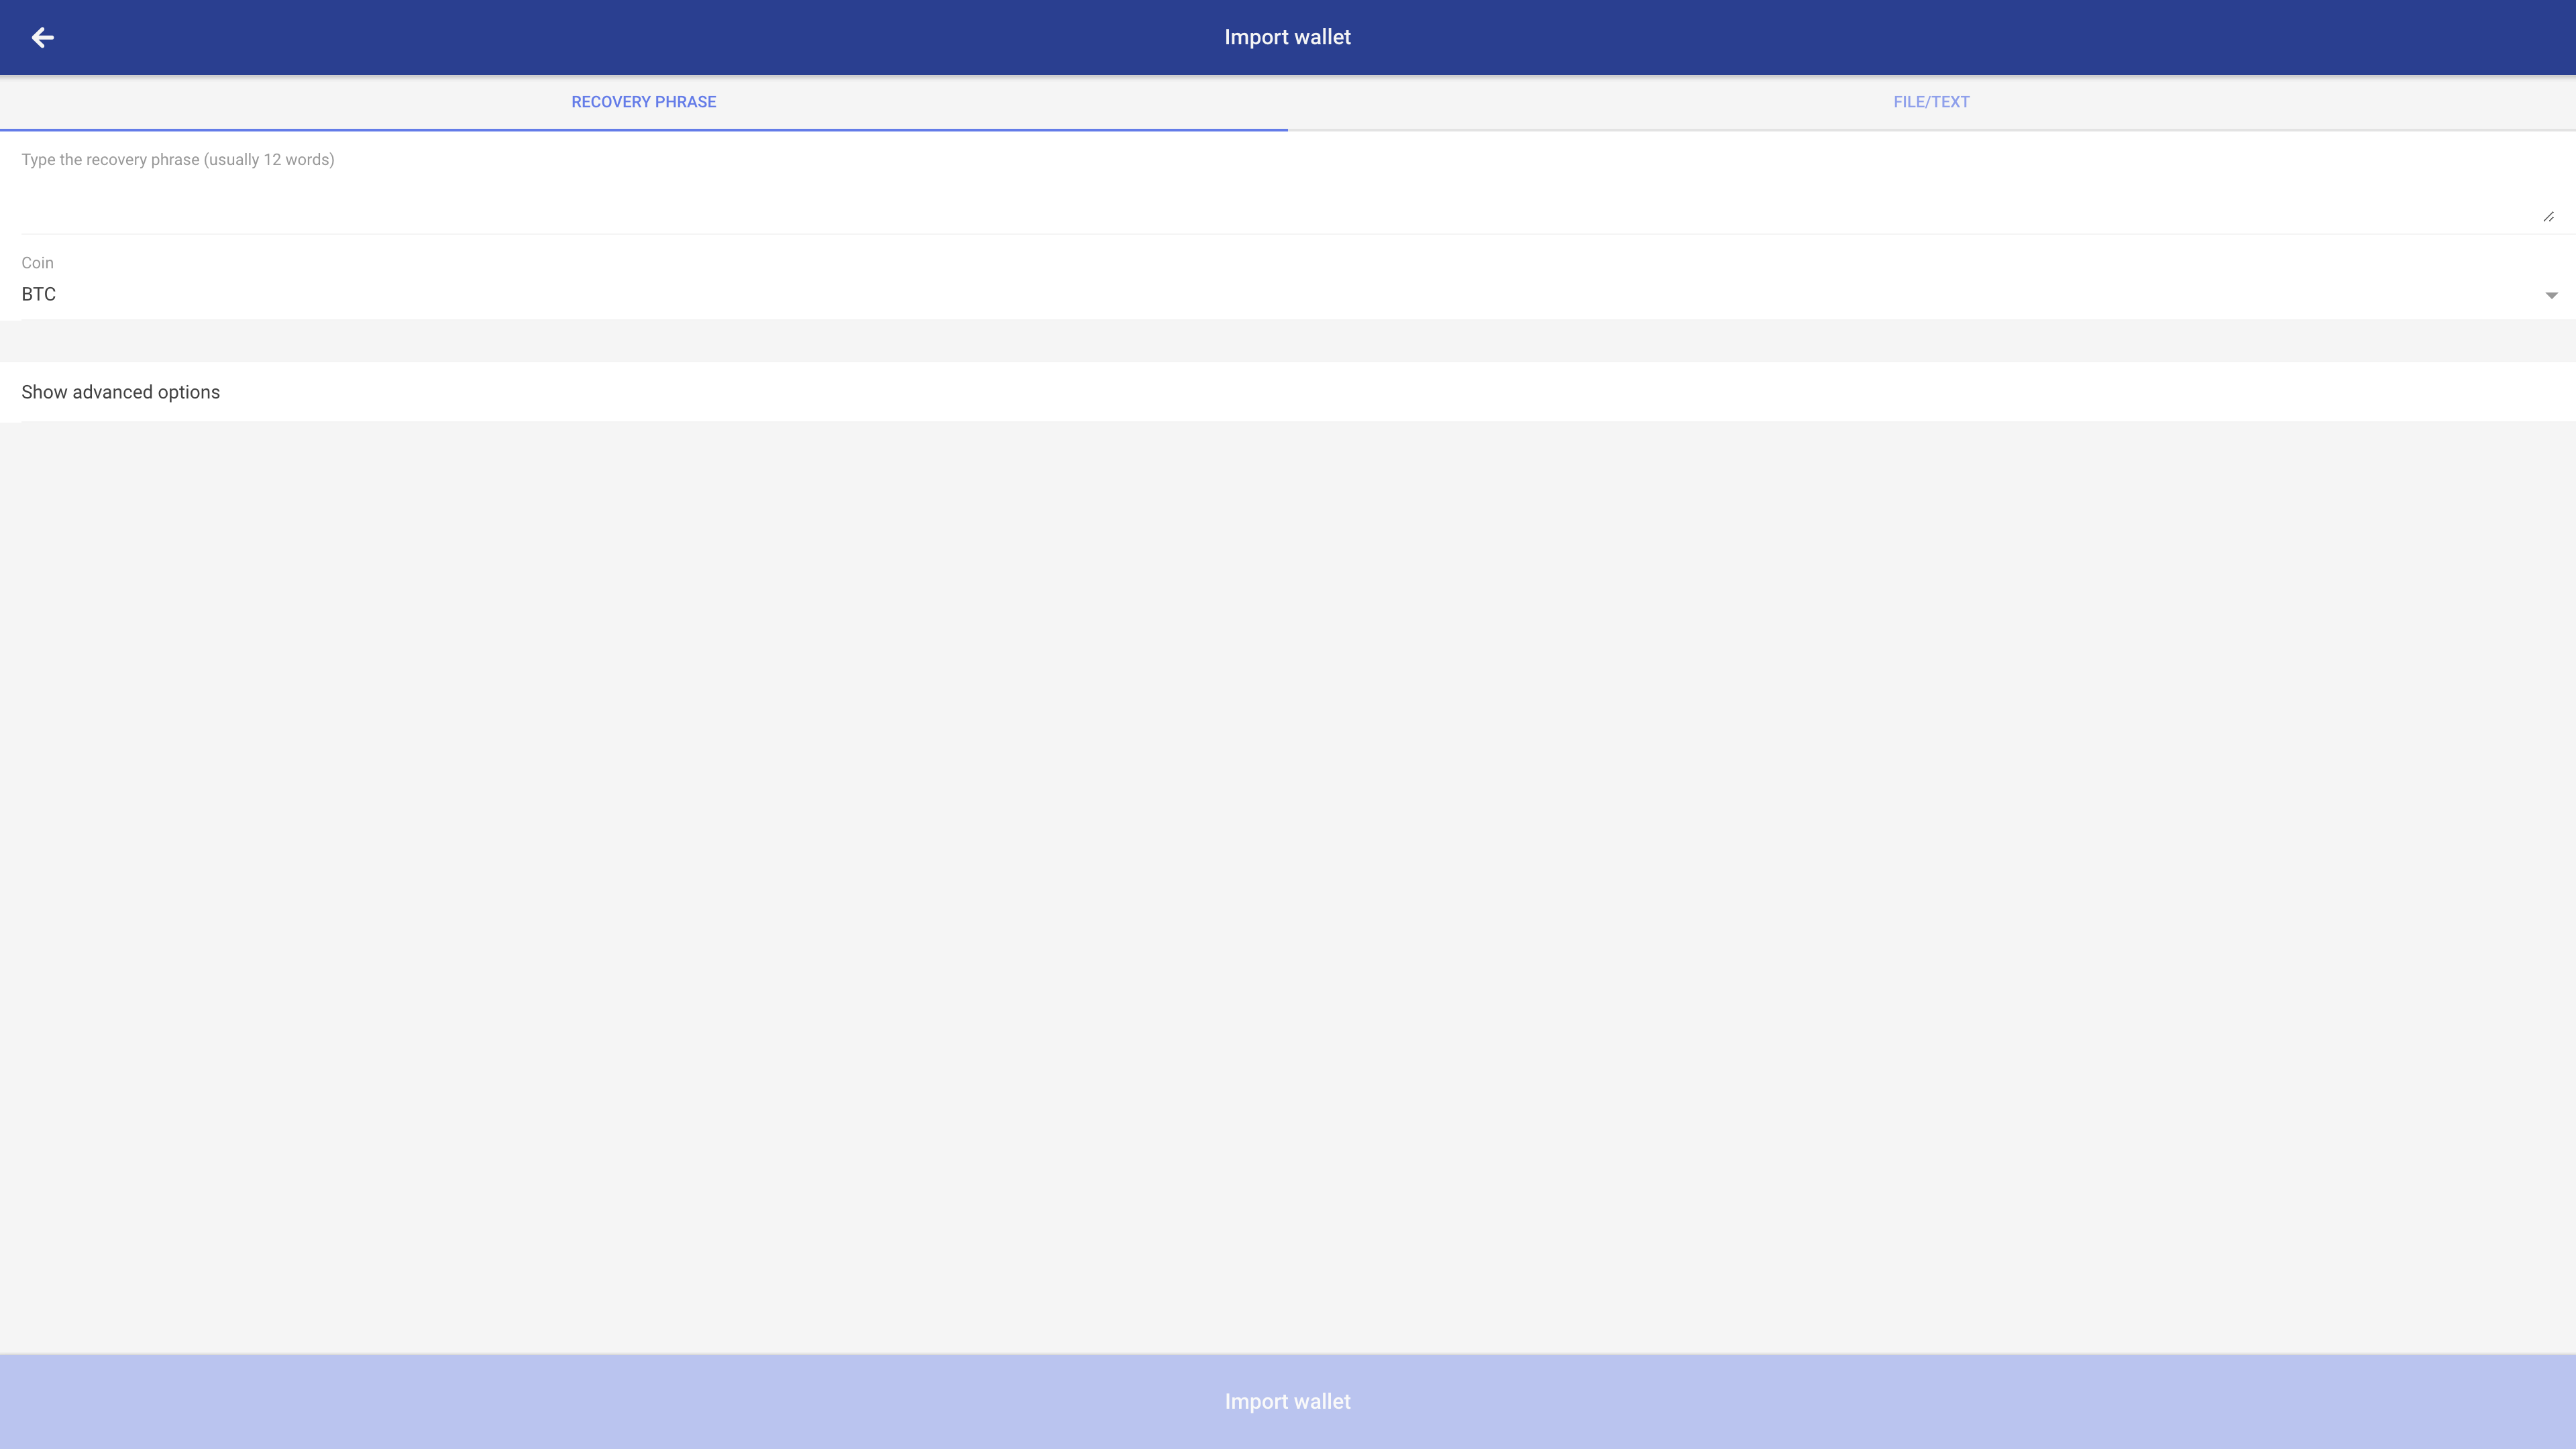 Import wallet
RECOVERY PHRASE
FILE/TEXT
Type the recovery phrase (usually 12 words)
Coin
BTC
Show advanced options
Import wallet